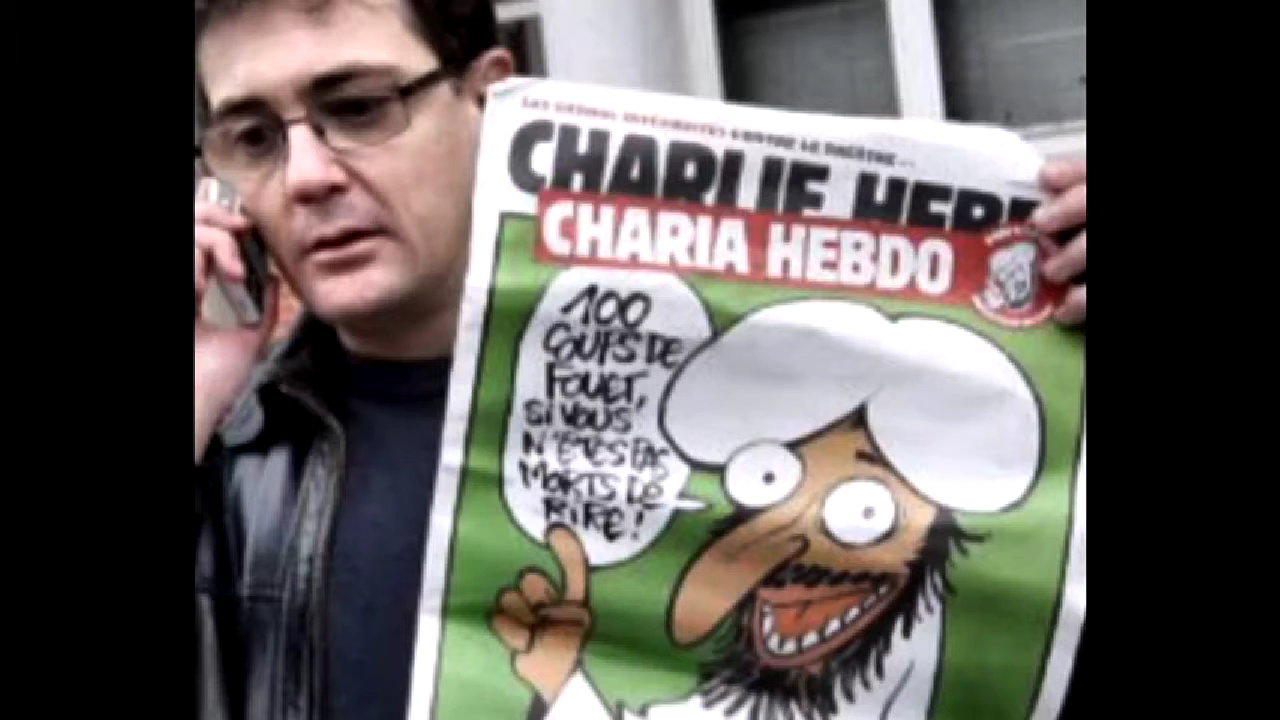 CHARLIE HEB
CHARIA HEBDO
100
COUPS DE
FOUET,
SI VOUS
N'ÊTES PAS
MORTS DE
RIRE!